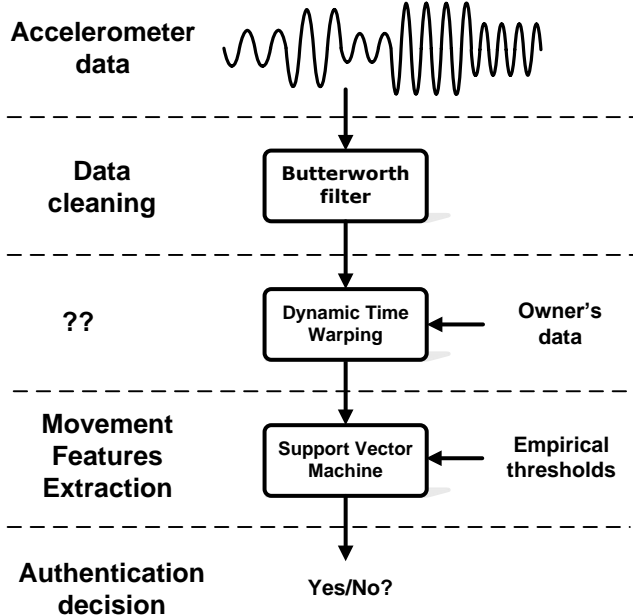 Accelerometer
data
Data
cleaning
Butterworth
filter
??
Dynamic Time
Warping
Owner's
data
Movement
Features
Extraction
Support Vector
Machine
Empirical
thresholds
Authentication
decision
Yes/No?